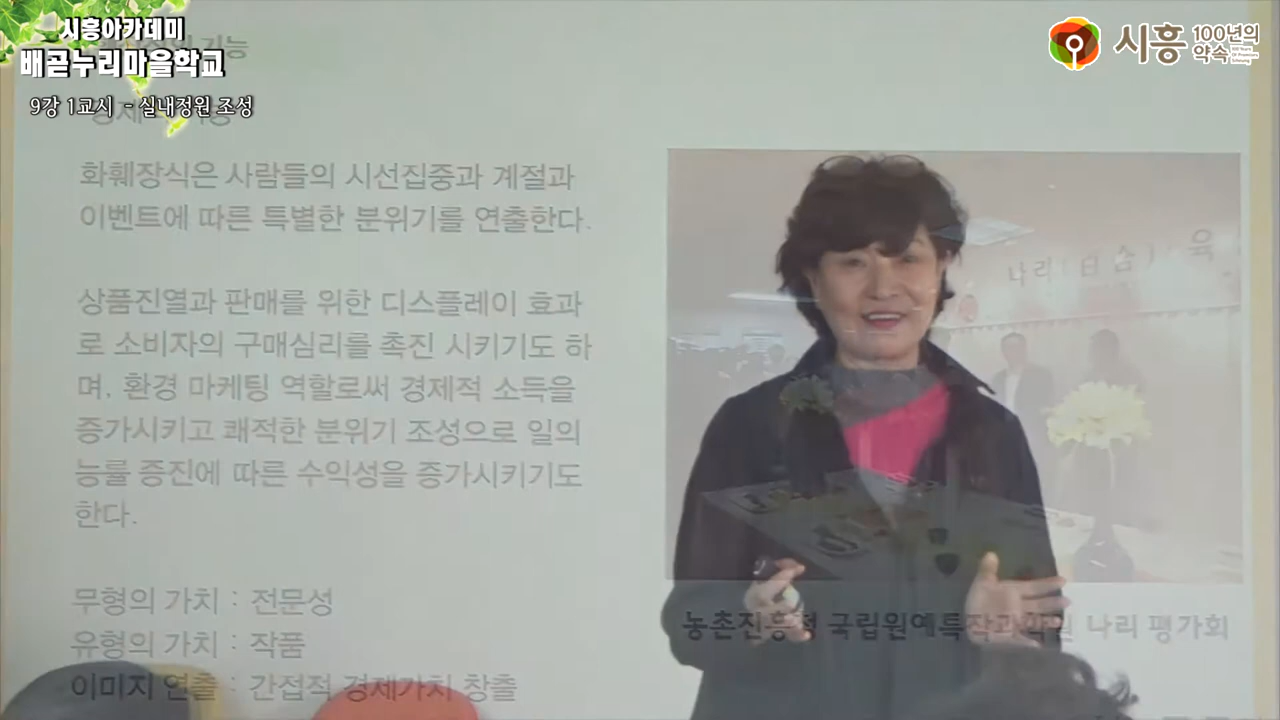 시흥아카데미
배곧누리마을학교
9강 1교시 - 실내정원 조성
시흥 100년의 약속
기능
화훼장식은 사람들의 시선집중과 계절과
이벤트에 따른 특별한 분위기를 연출한다.
상품진열과 판매를 위한 디스플레이 효과
로 소비자의 구매심리를 촉진 시키기도 하
며, 환경 마케팅 역할로써 경제적 소득을
증가시키고 쾌적한 분위기 조성으로 일의
능률 증진에 따른 수익성을 증가시키기도
한다.
무형의 가치 : 전문성
유형의 가치 : 작품
이미지 연출 : 간접적 경제가치 창출
나리
농촌진흥청 국립원예특작과학원 나리 평가회